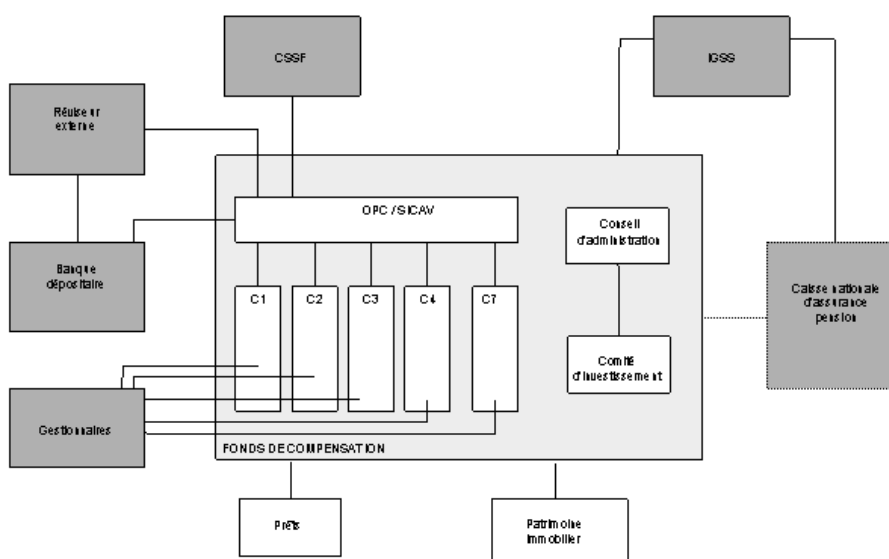 CSSF
IGSS
Réviseur
externe
OPC / SICAV
Conseil
d'administration
Banque
dépositaire
Caisse nationale
d'assurance
pension
C1
C2
C3
C4
C7
Comité
d'investissement
Gestionnaires
FONDS DE COMPENSATION
Prêts
Patrimoine
immobilier